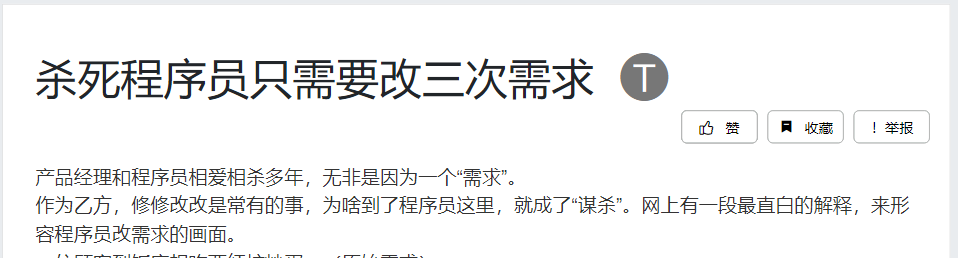 杀死程序员只需要改三次需求 T
赞 收藏 ！举报
产品经理和程序员相爱相杀多年，无非是因为一个“需求”。
作为乙方，修修改改是常有的事，为啥到了程序员这里，就成了“谋杀”。网上有一段最直白的解释，来形
容程序员改需求的画面。